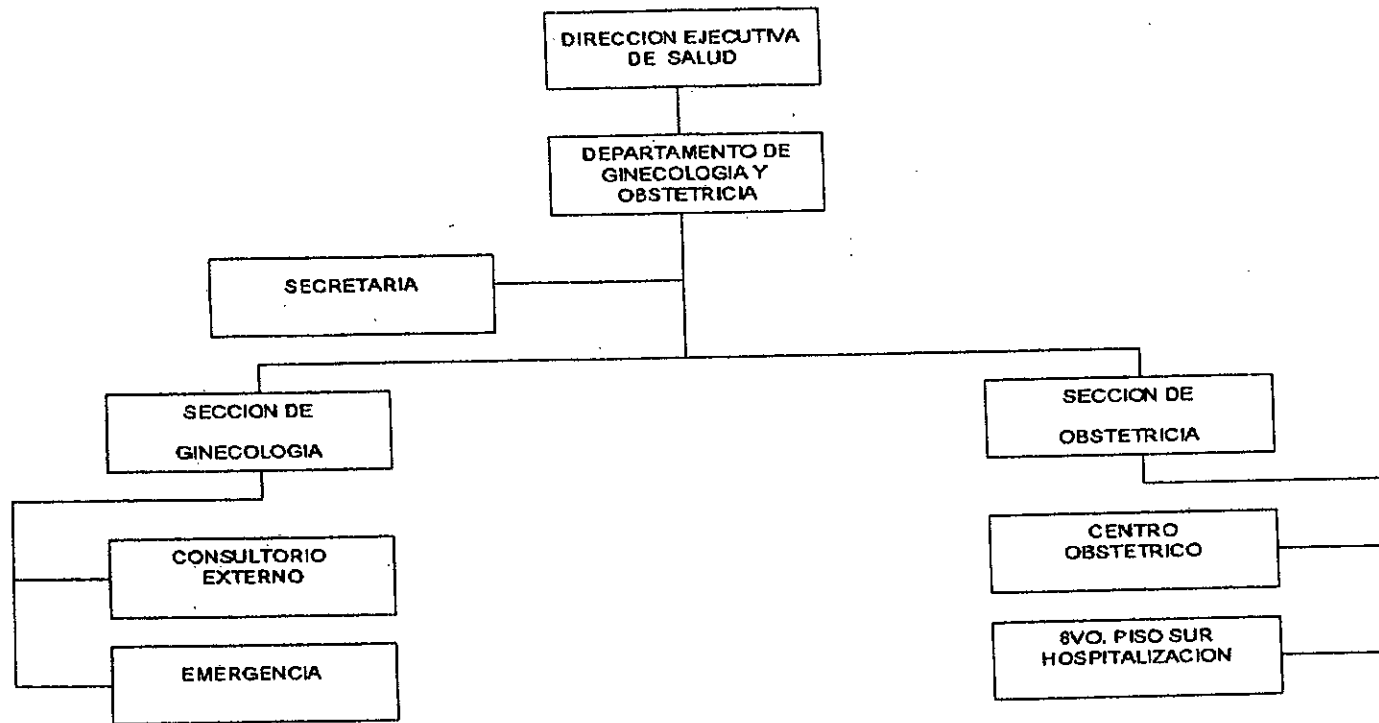 DIRECCION EJECUTIVA
DE SALUD
DEPARTAMENTO DE
GINECOLOGIA Y
OBSTETRICIA
SECRETARIA
SECCION DE
GINECOLOGIA
SECCION DE
OBSTETRICIA
CONSULTORIO
EXTERNO
CENTRO
OBSTETRICO
EMERGENCIA
8VO. PISO SUR
HOSPITALIZACION